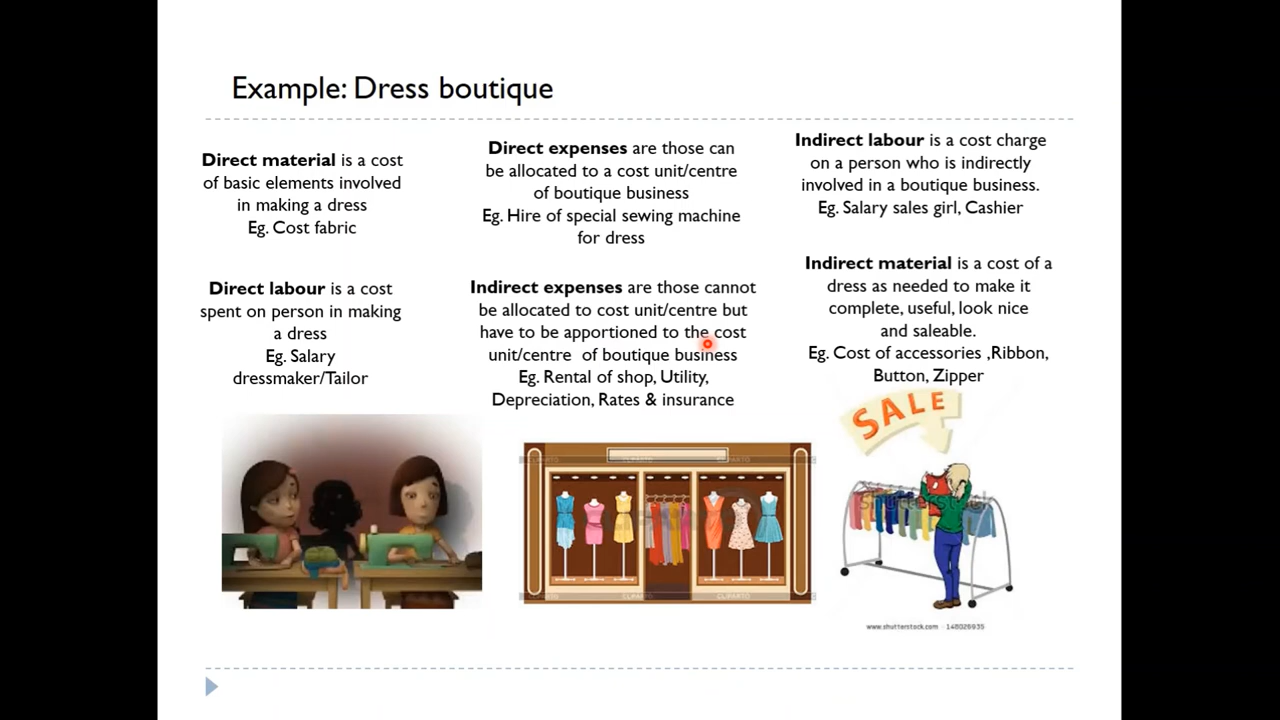 Example: Dress boutique
Direct material is a cost
of basic elements involved
in making a dress
Eg. Cost fabric
Direct labour is a cost
spent on person in making
a dress
Eg. Salary
dressmaker/Tailor
Direct expenses are those can
be allocated to a cost unit/centre
of boutique business
Eg. Hire of special sewing machine
for dress
Indirect expenses are those cannot
be allocated to cost unit/centre but
have to be apportioned to the cost
unit/centre of boutique business
Eg. Rental of shop, Utility,
Depreciation, Rates & insurance
Indirect labour is a cost charge
on a person who is indirectly
involved in a boutique business.
Eg. Salary sales girl, Cashier
Indirect material is a cost of a
dress as needed to make it
complete, useful, look nice
and saleable.
Eg. Cost of accessories ,Ribbon,
Button, Zipper
SALE
CLIPARTO
CLIPARTO
CLIPARTO
CLIPARTO
shutterstock
www.shutterstock.com · 148026935